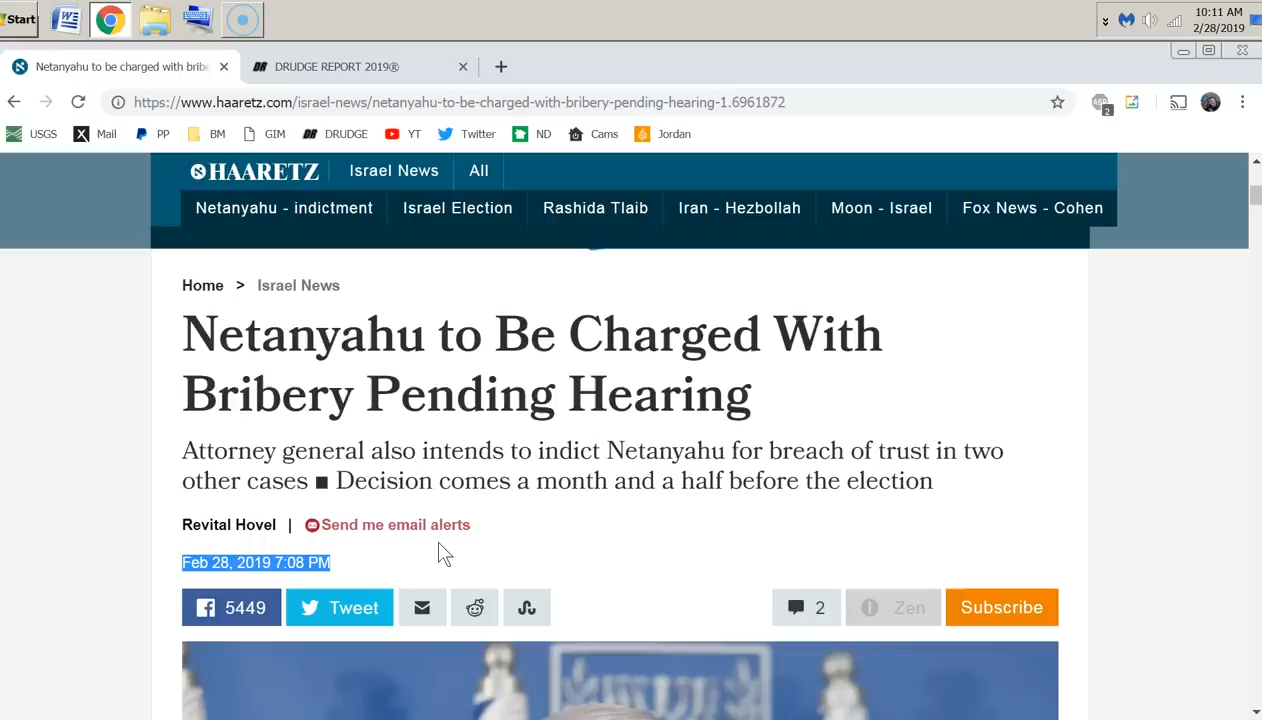 Start
10:11 AM
2/28/2019
Netanyahu to be charged with bribe
DRUDGE REPORT 2019®
https://www.haaretz.com/israel-news/netanyahu-to-be-charged-with-bribery-pending-hearing-1.6961872
ABP
2
USGS
Mail
PP
BM
GIM
DR DRUDGE
YT
Twitter
ND
Cams
Jordan
HAARETZ
Israel News
All
Netanyahu - indictment
Israel Election
Rashida Tlaib
Iran - Hezbollah
Moon - Israel
Fox News - Cohen
Home > Israel News
Netanyahu to Be Charged With
Bribery Pending Hearing
Attorney general also intends to indict Netanyahu for breach of trust in two
other cases ■ Decision comes a month and a half before the election
Revital Hovel | Send me email alerts
Feb 28, 2019 7:08 PM
5449
Tweet
2
Zen
Subscribe